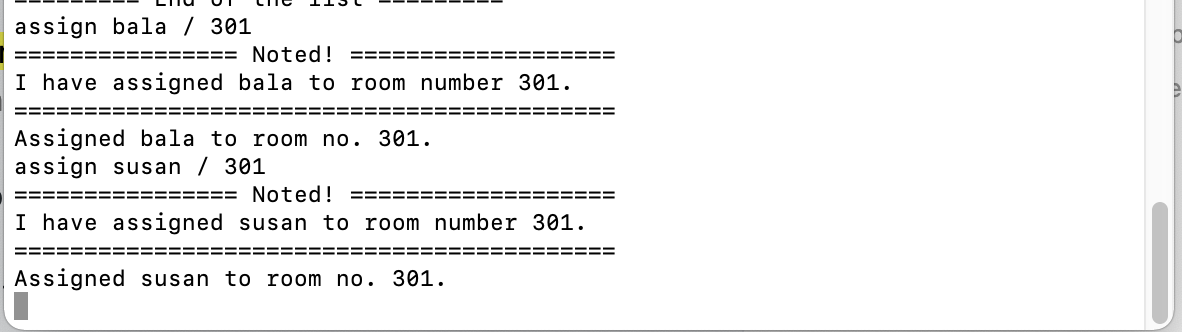 ========= End of the list =========
assign bala / 301
================ Noted! ===================
I have assigned bala to room number 301.
===========================================
Assigned bala to room no. 301.
assign susan / 301
================ Noted! ===================
I have assigned susan to room number 301.
===========================================
Assigned susan to room no. 301.